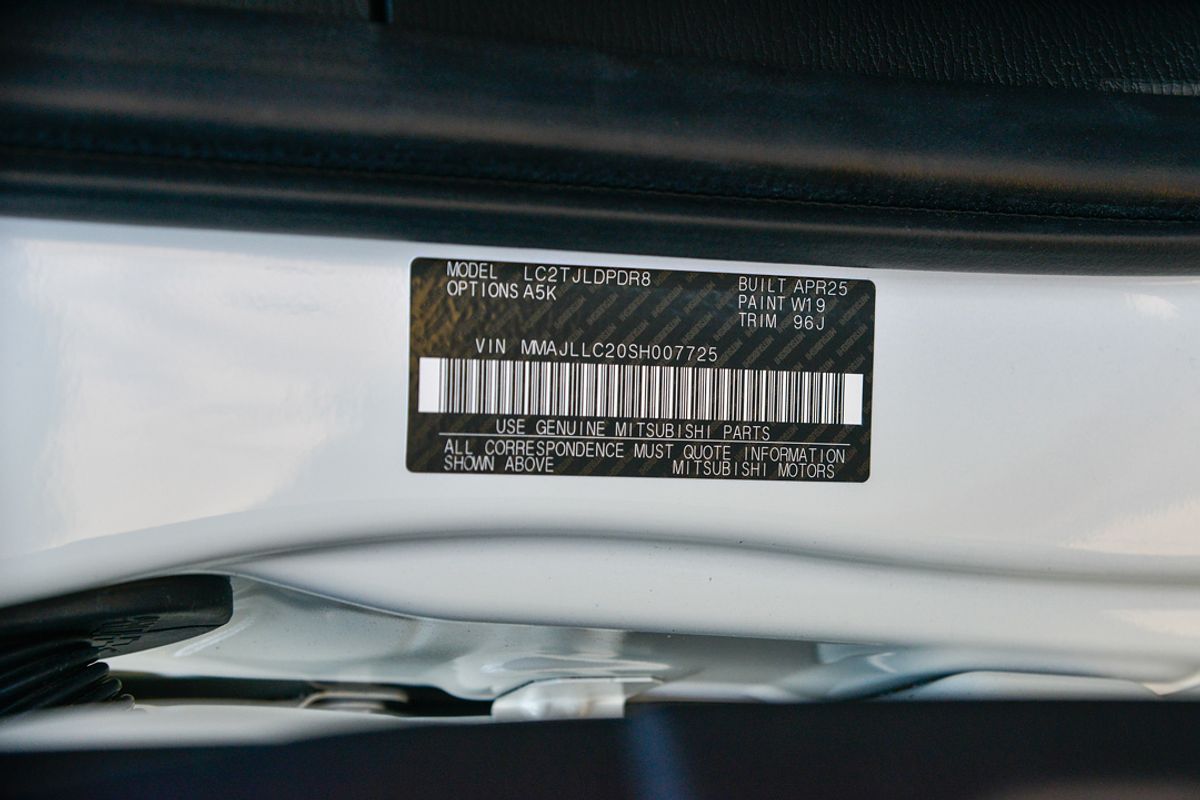 MODEL LC2TJLDPDR8
OPTIONS A5K
BUILT APR25
PAINT W19
TRIM 96J
VIN MMAJLLC20SH007725
USE GENUINE MITSUBISHI PARTS
ALL CORRESPONDENCE MUST QUOTE INFORMATION
SHOWN ABOVE MITSUBISHI MOTORS